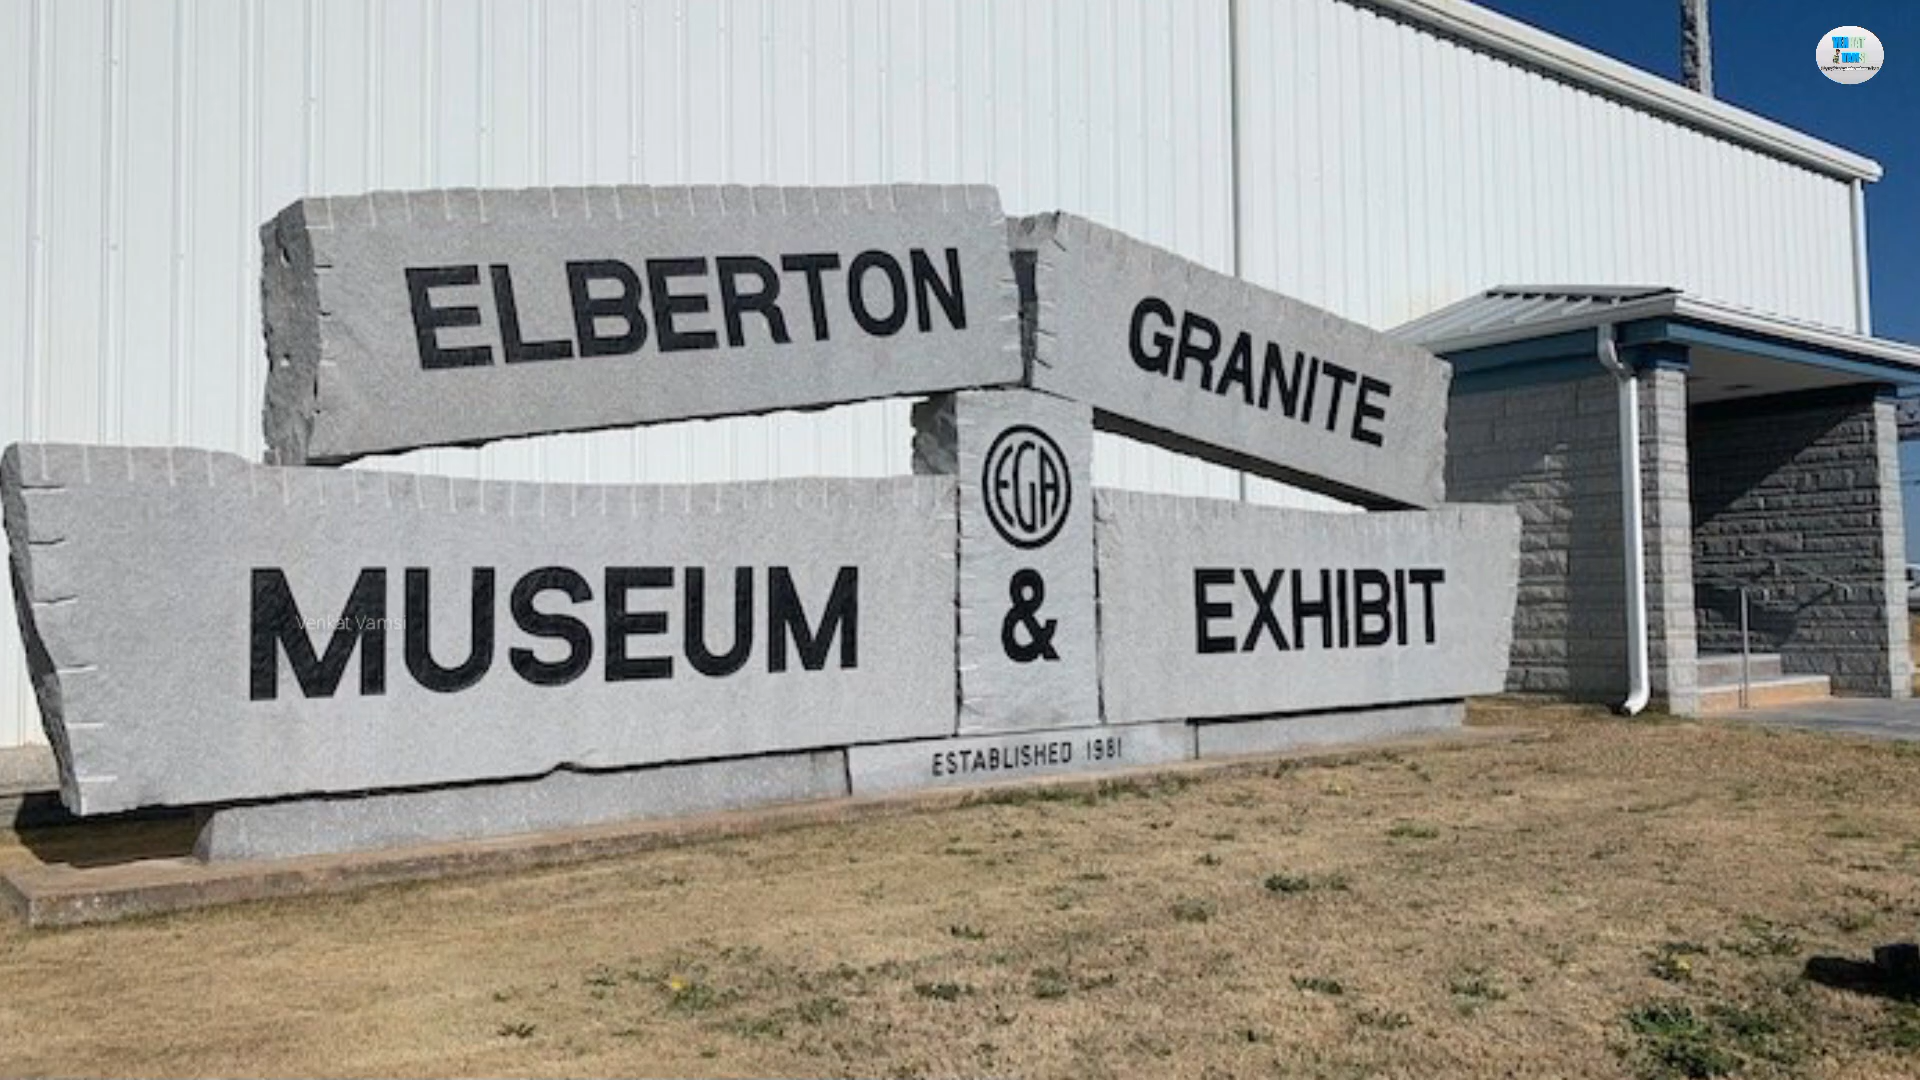 ELBERTON GRANITE
EGA
MUSEUM & EXHIBIT
ESTABLISHED 1981
Venkat Vamsi